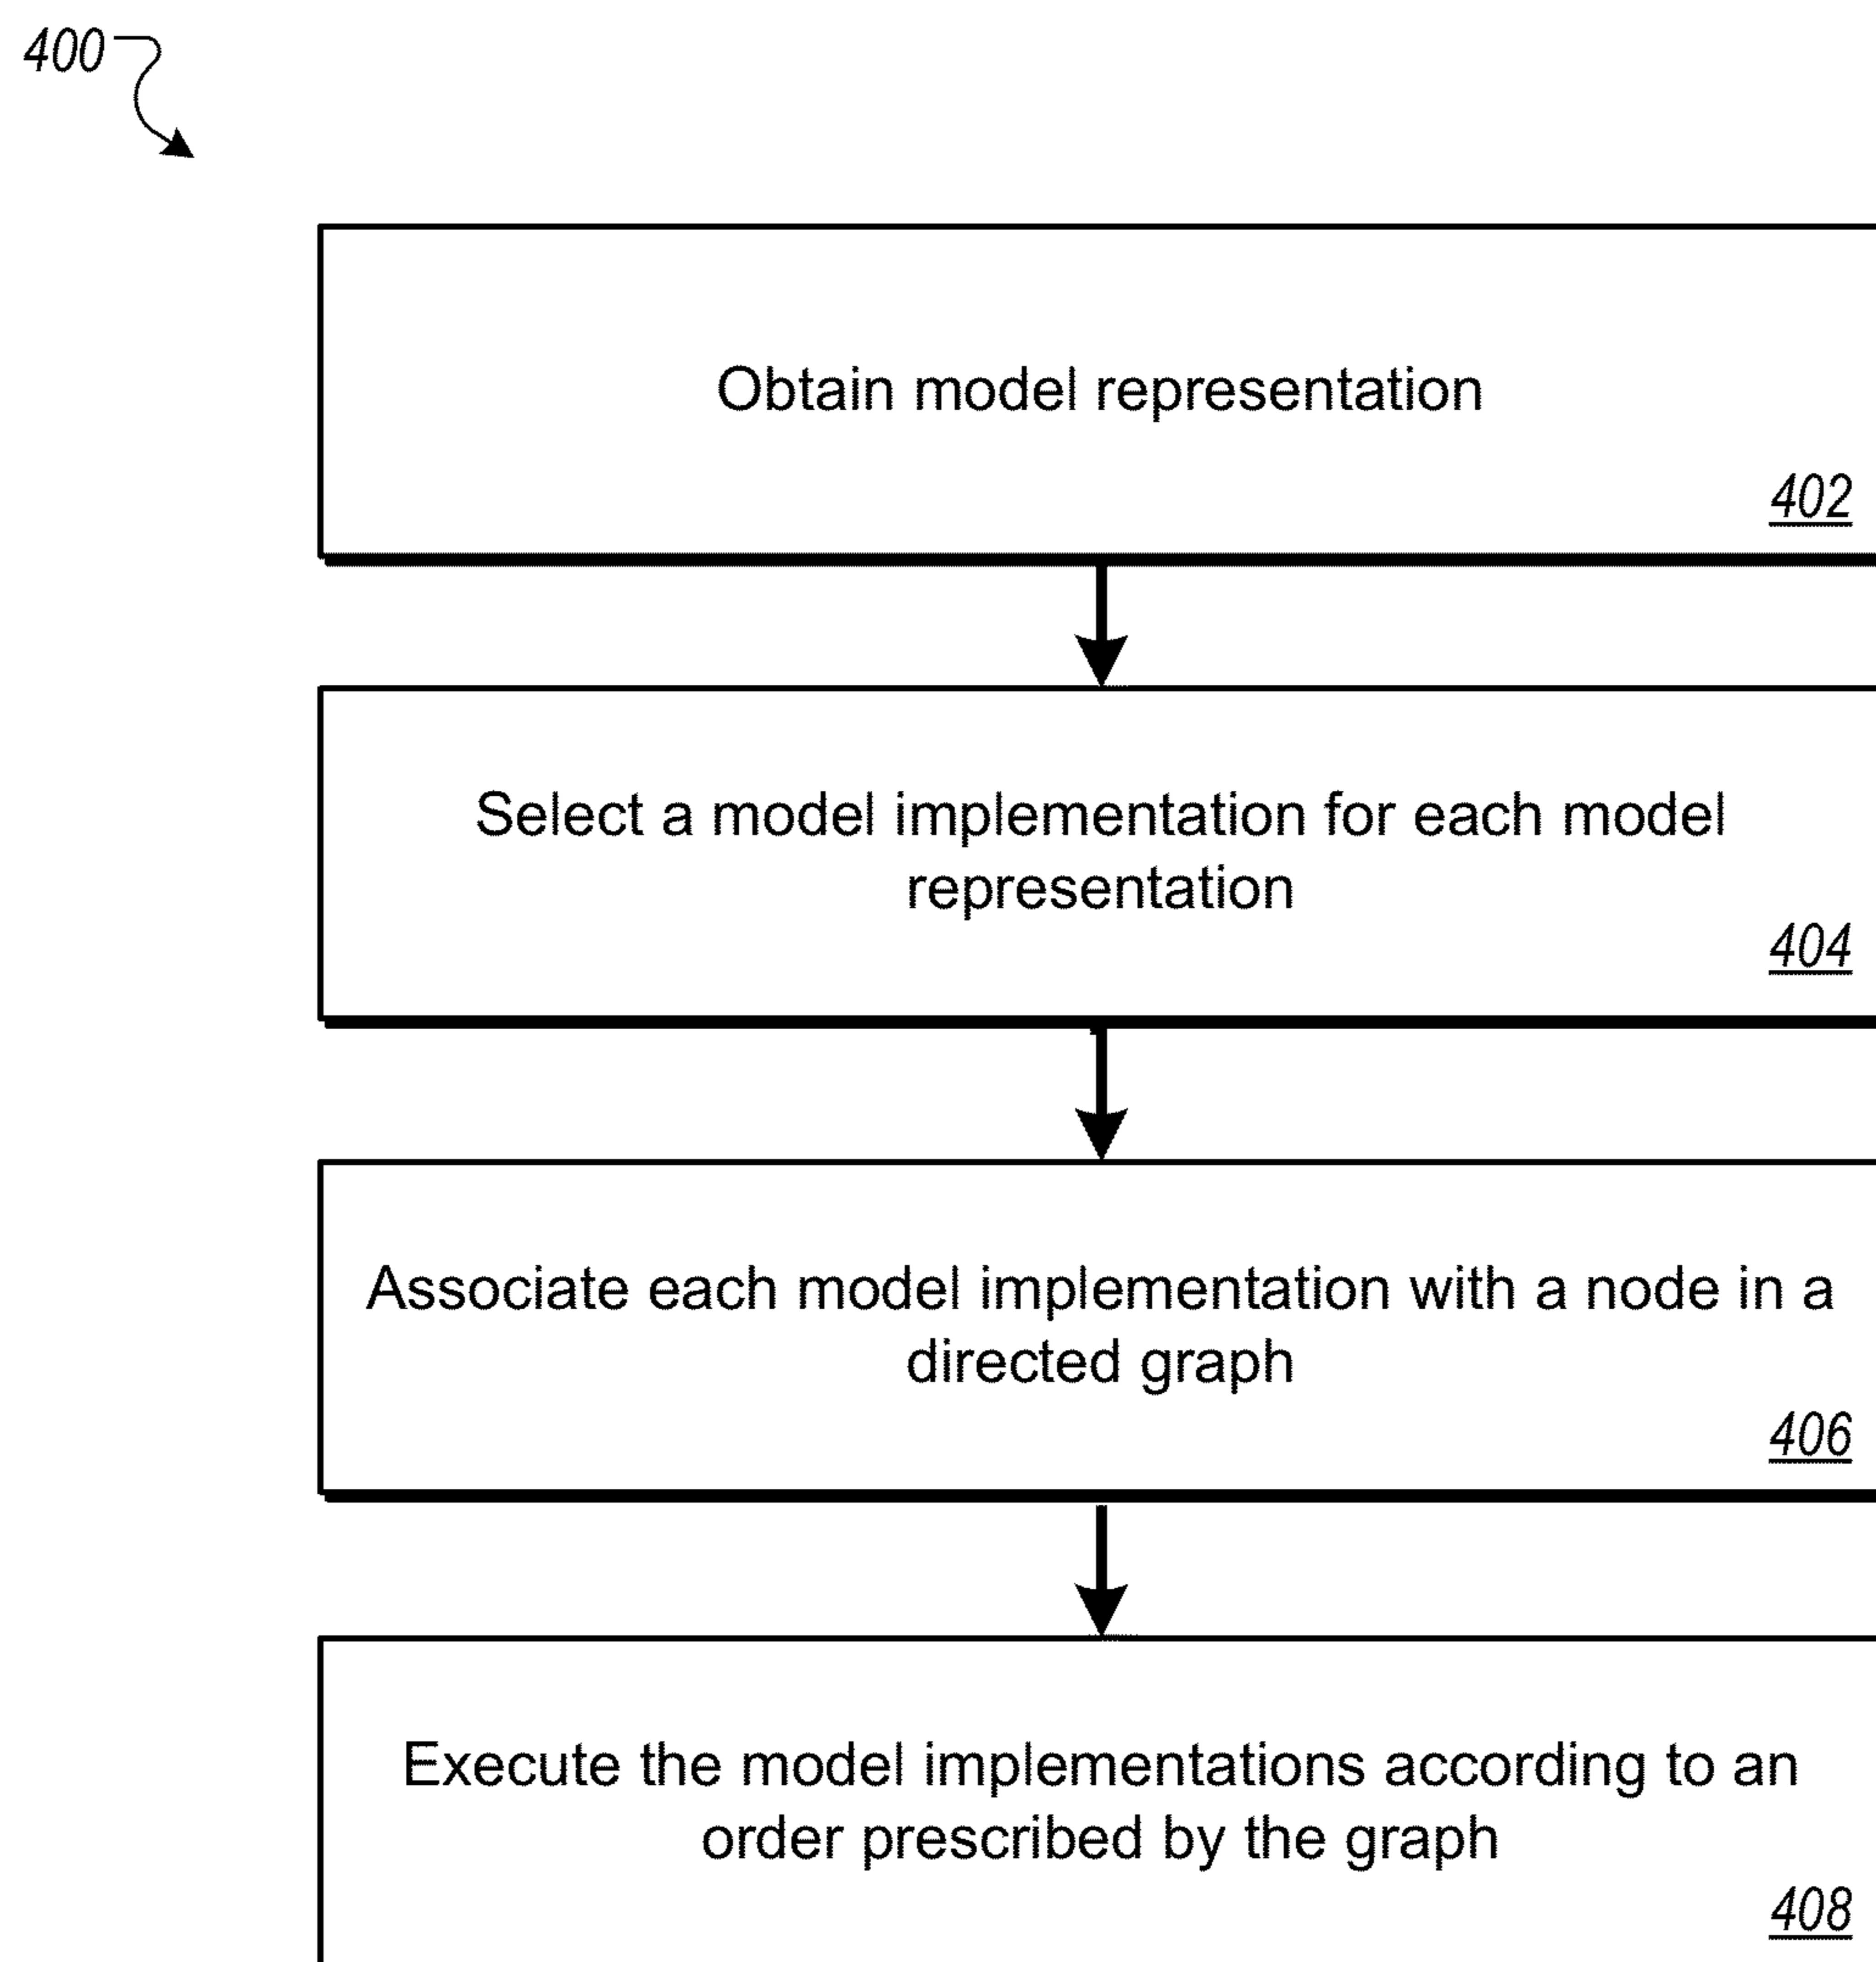 400
Obtain model representation
402
Select a model implementation for each model
representation
404
Associate each model implementation with a node in a
directed graph
406
Execute the model implementations according to an
order prescribed by the graph
408